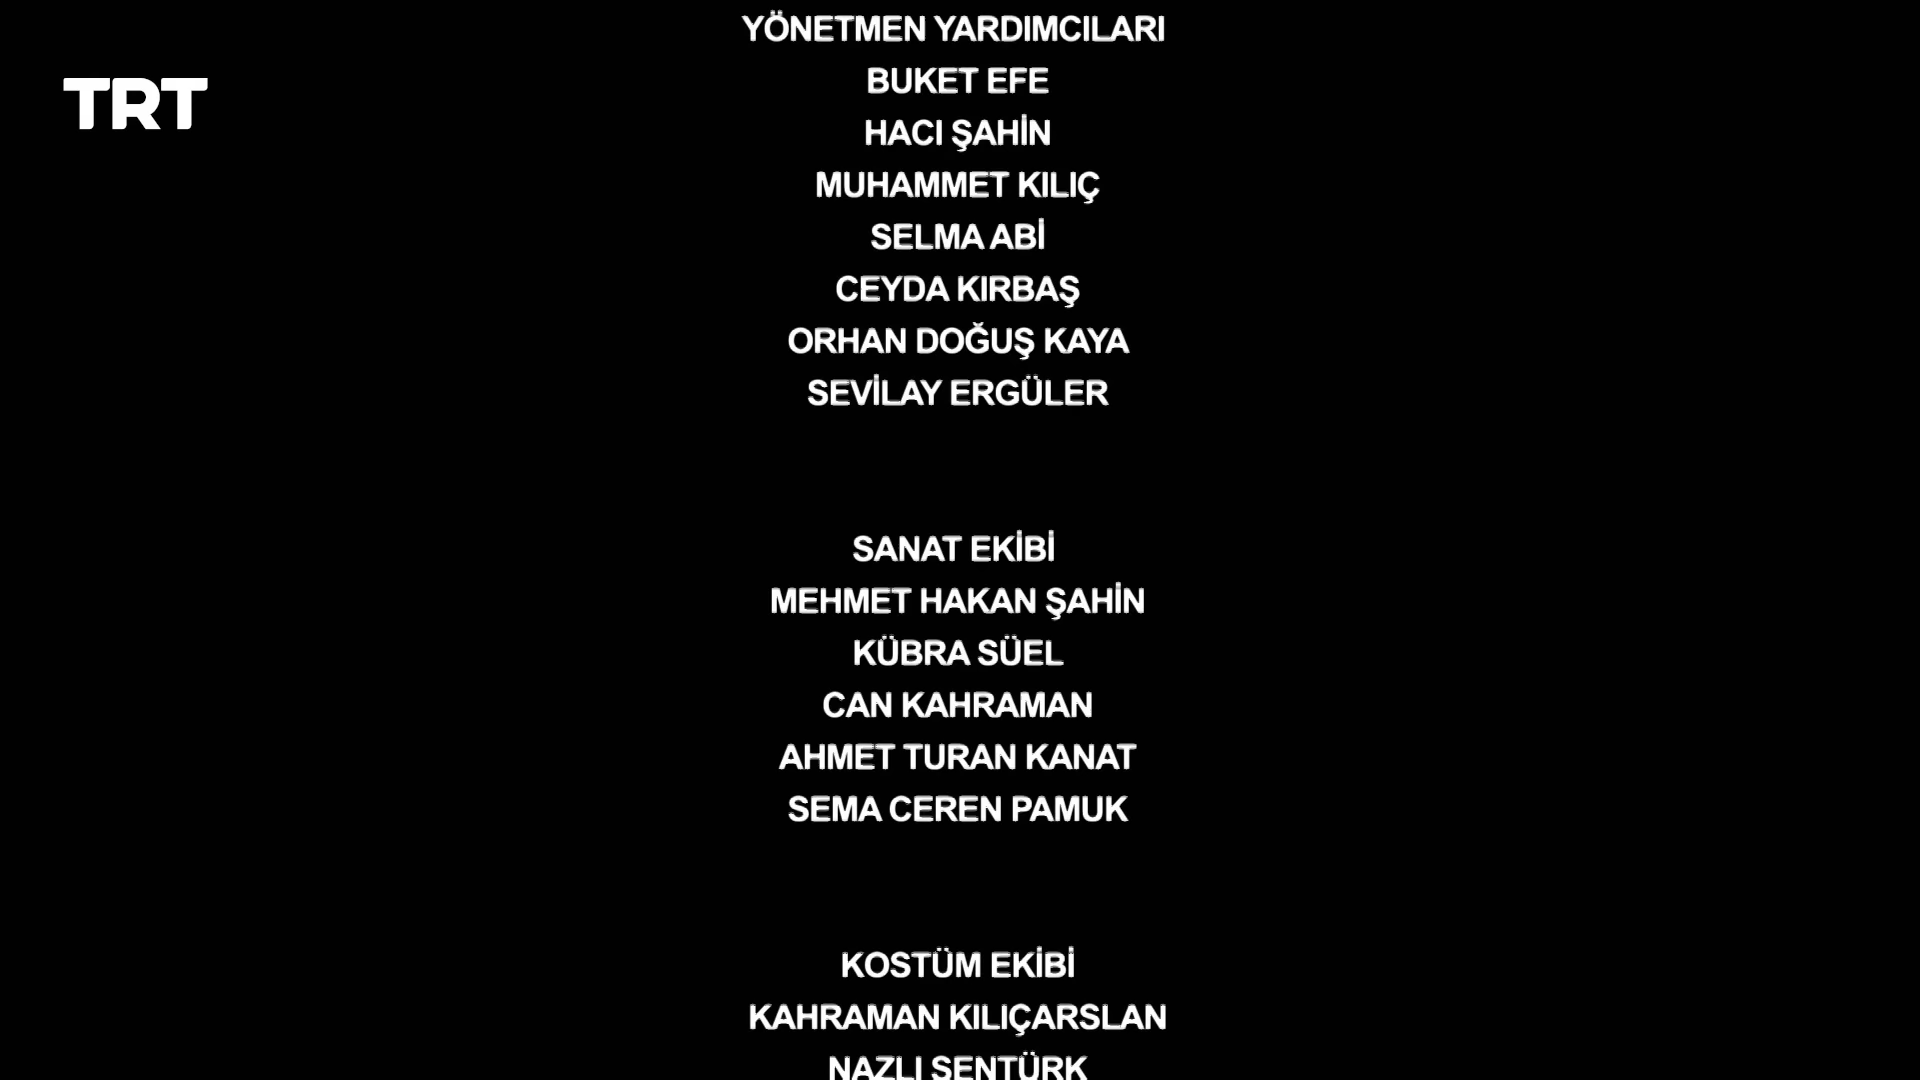 YÖNETMEN YARDIMCILARI
TRT
BUKET EFE
HACI ŞAHİN
MUHAMMET KILIÇ
SELMA ABİ
CEYDA KIRBAŞ
ORHAN DOĞUŞ KAYA
SEVİLAY ERGÜLER
SANAT EKİBİ
MEHMET HAKAN ŞAHİN
KÜBRA SÜEL
CAN KAHRAMAN
AHMET TURAN KANAT
SEMA CEREN PAMUK
KOSTÜM EKİBİ
KAHRAMAN KILIÇARSLAN
NAZLI ŞENTÜRK